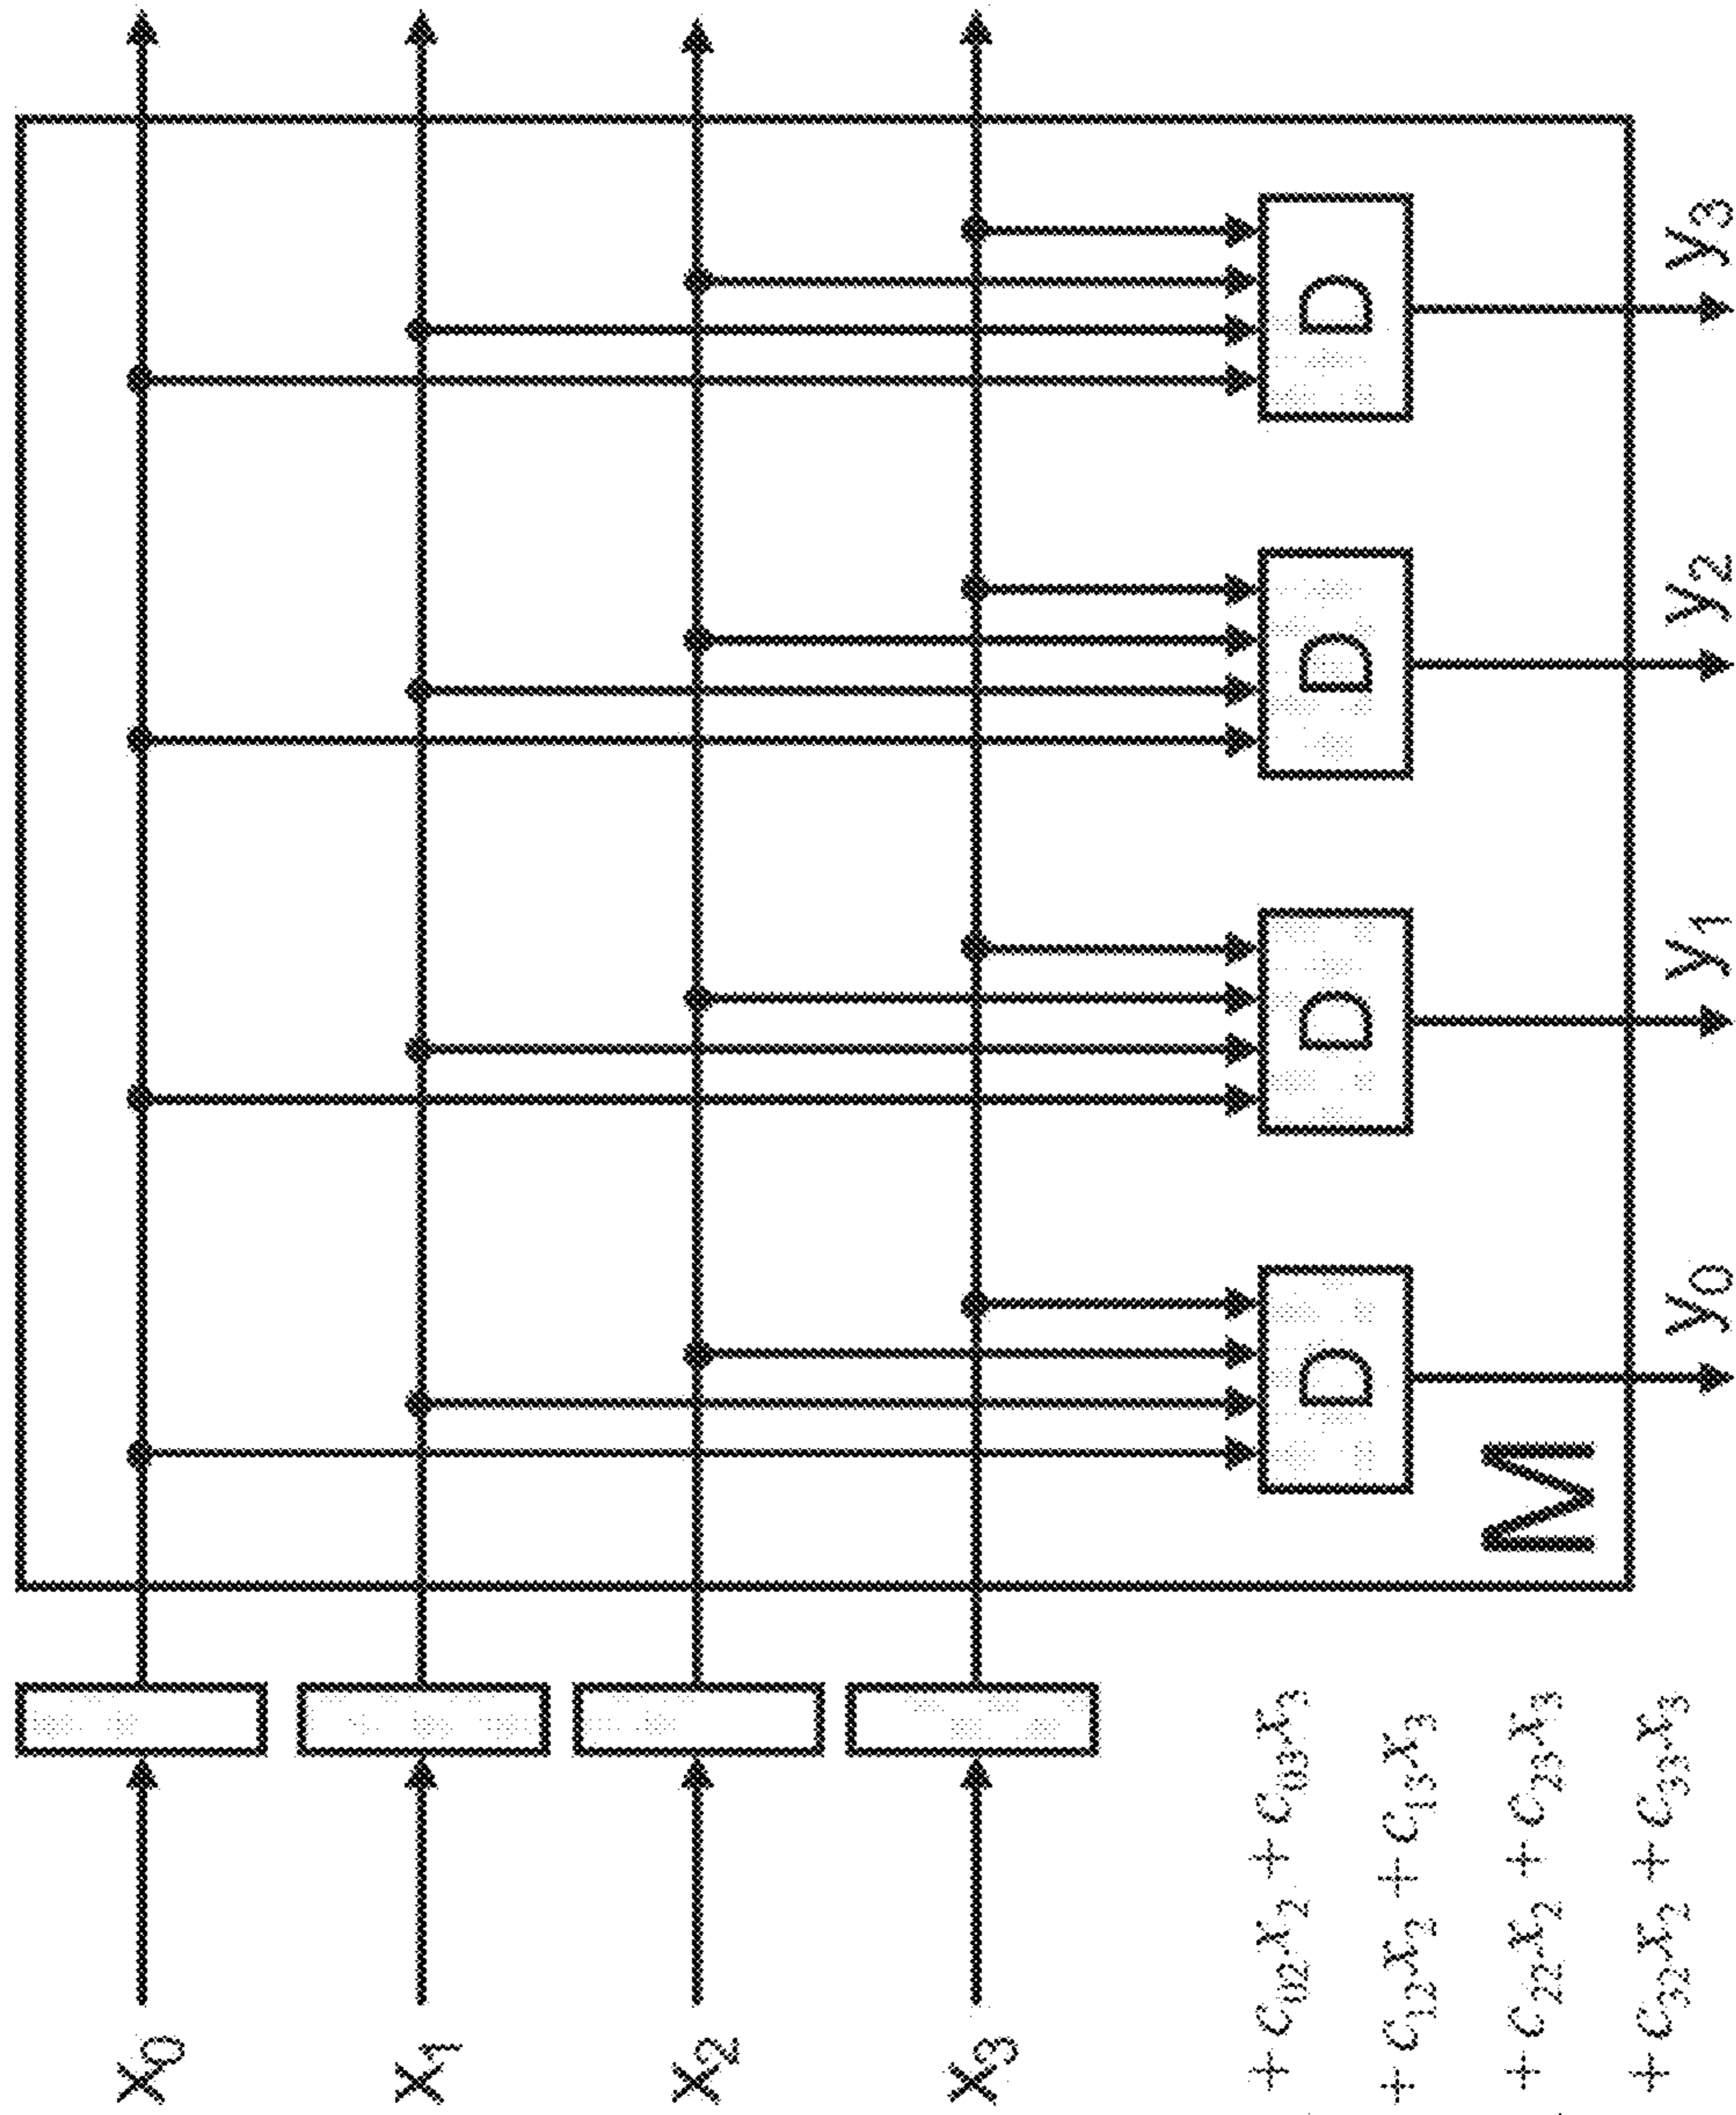 X₀
X₁
X₂
X₃
D D D D
M
y₀ y₁ y₂ y₃
+ c₀₂x₂ + c₀₃x₃
+ c₁₂x₂ + c₁₃x₃
+ c₂₂x₂ + c₂₃x₃
+ c₃₂x₂ + c₃₃x₃